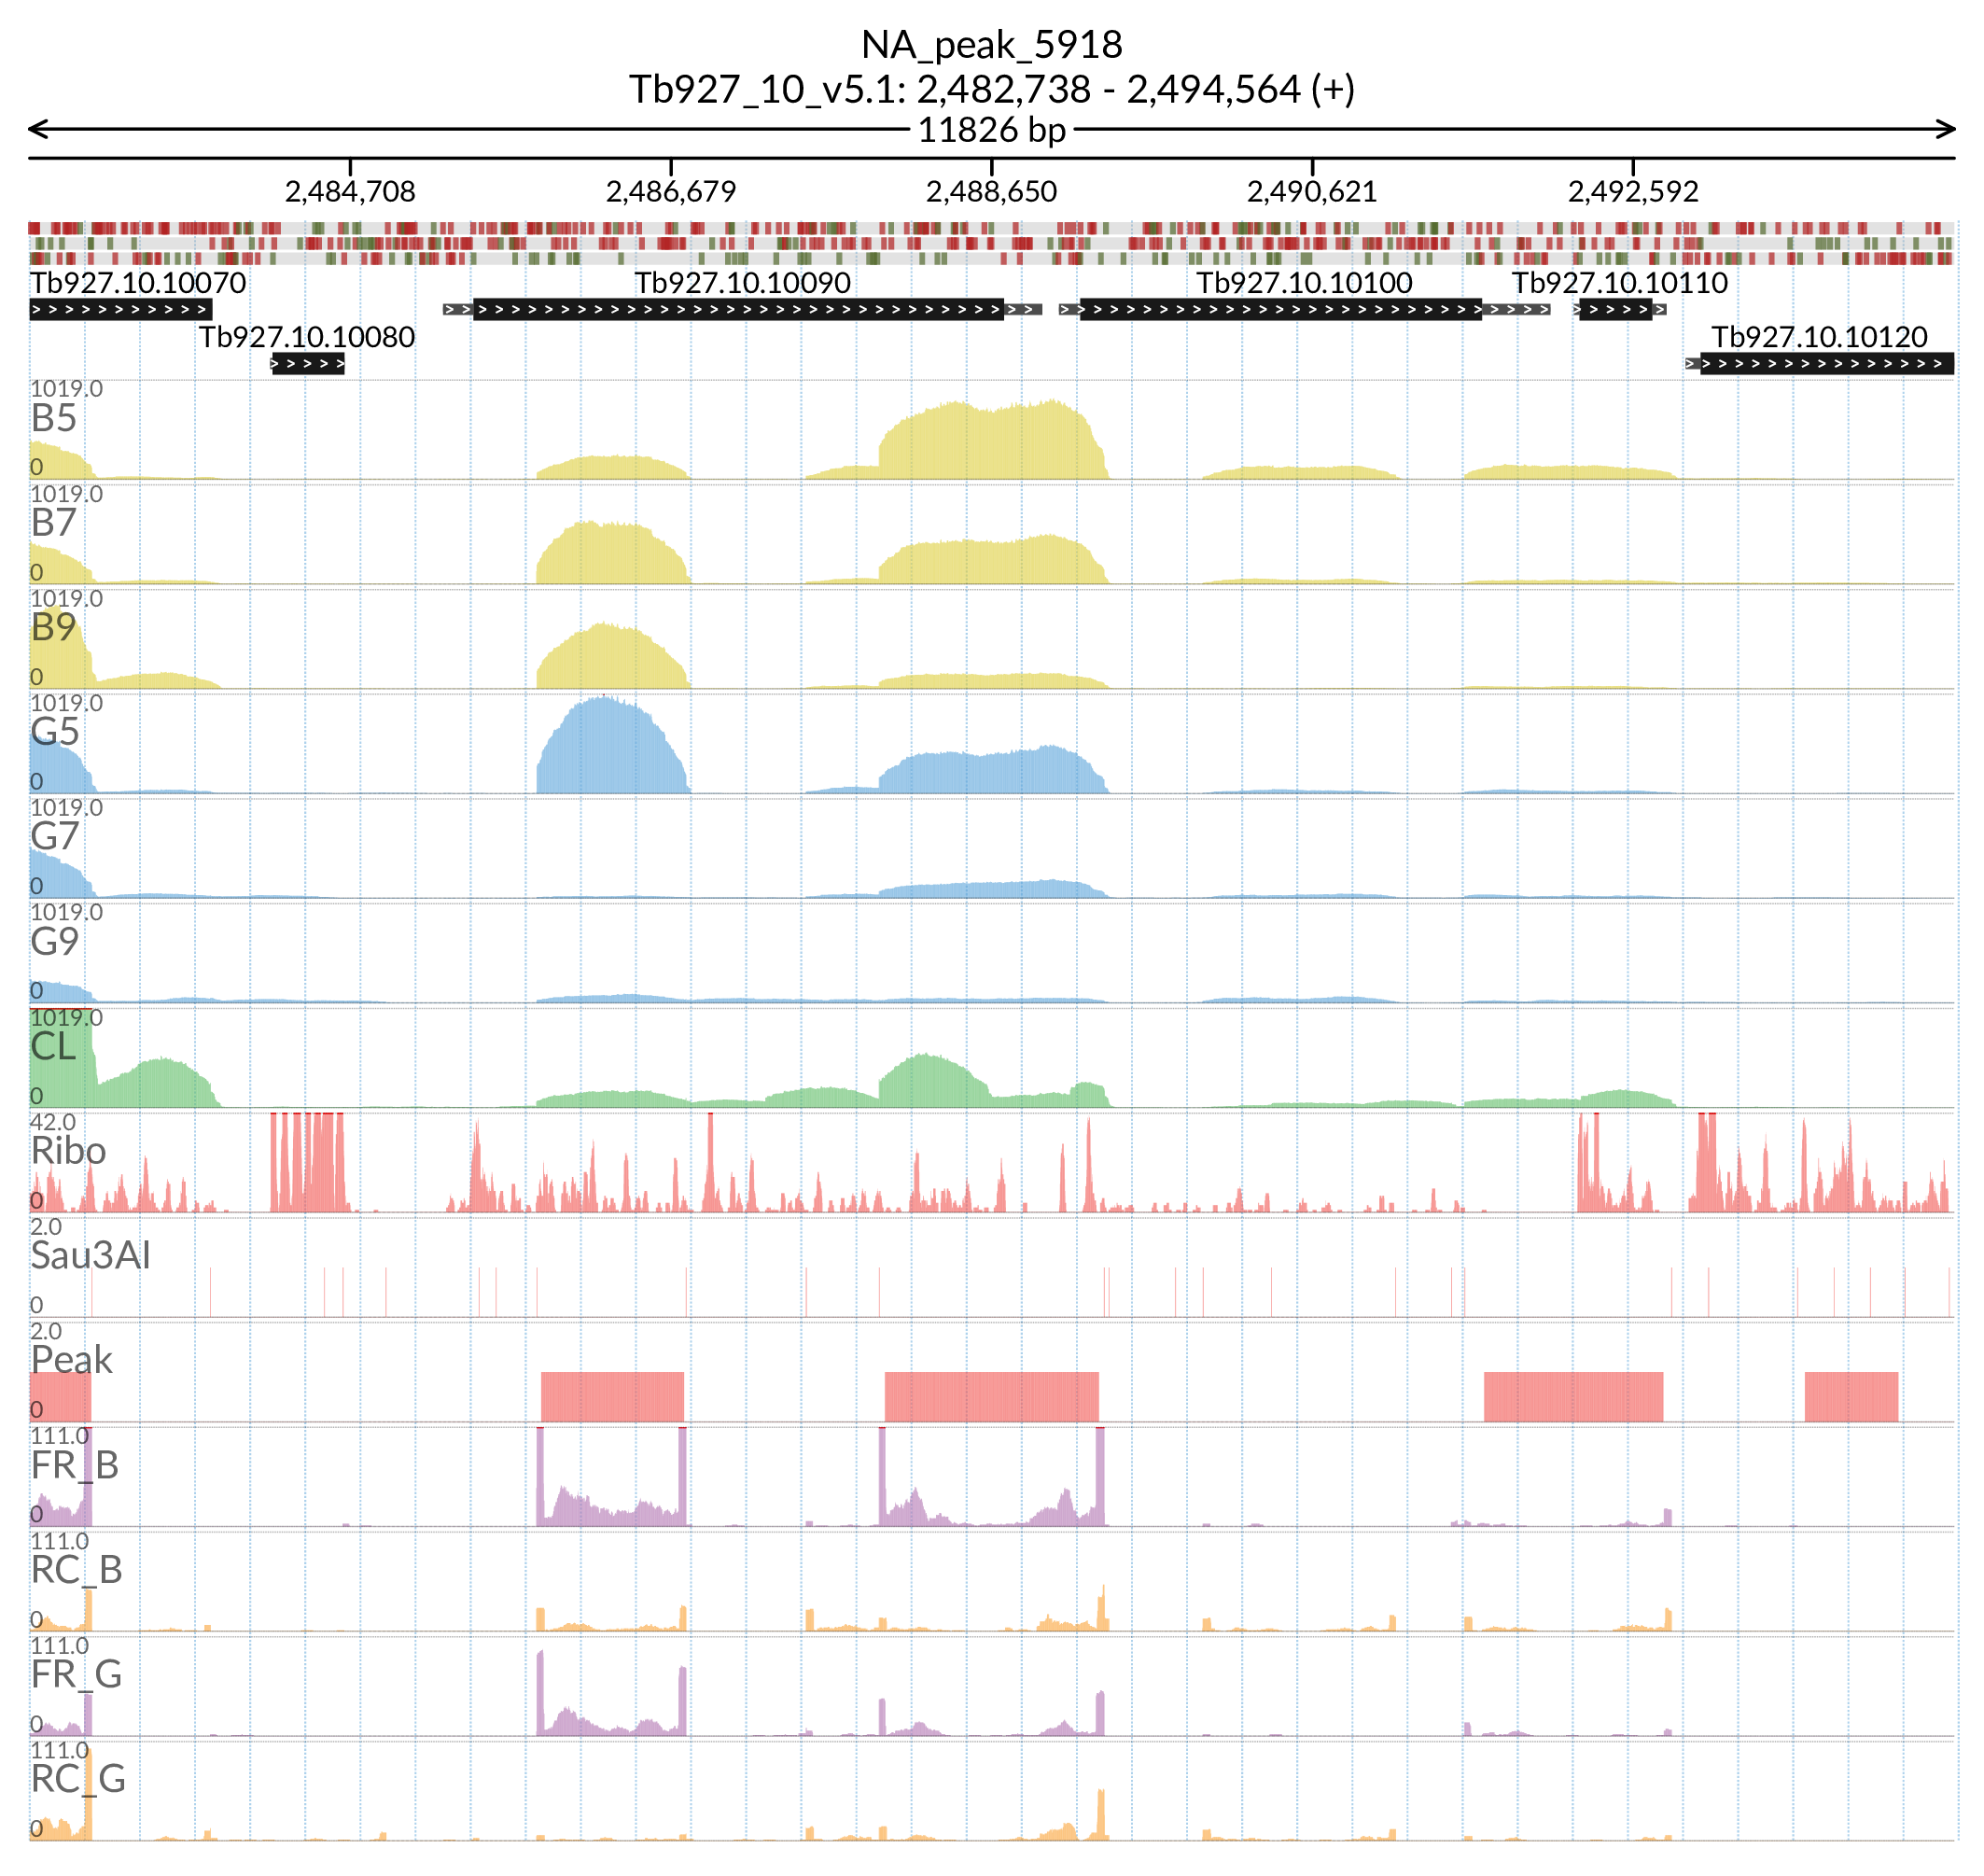 NA_peak_5918
Tb927_10_v5.1: 2,482,738 - 2,494,564 (+)
11826 bp
2,484,708 2,486,679 2,488,650 2,490,621 2,492,592
Tb927.10.10070 Tb927.10.10090 Tb927.10.10100 Tb927.10.10110
Tb927.10.10080 Tb927.10.10120
1019.0
B5
0
1019.0
B7
0
1019.0
B9
0
1019.0
G5
0
1019.0
G7
0
1019.0
G9
0
1019.0
CL
0
42.0
Ribo
0
2.0
Sau3AI
0
2.0
Peak
0
111.0
FR_B
0
111.0
RC_B
0
111.0
FR_G
0
111.0
RC_G
0